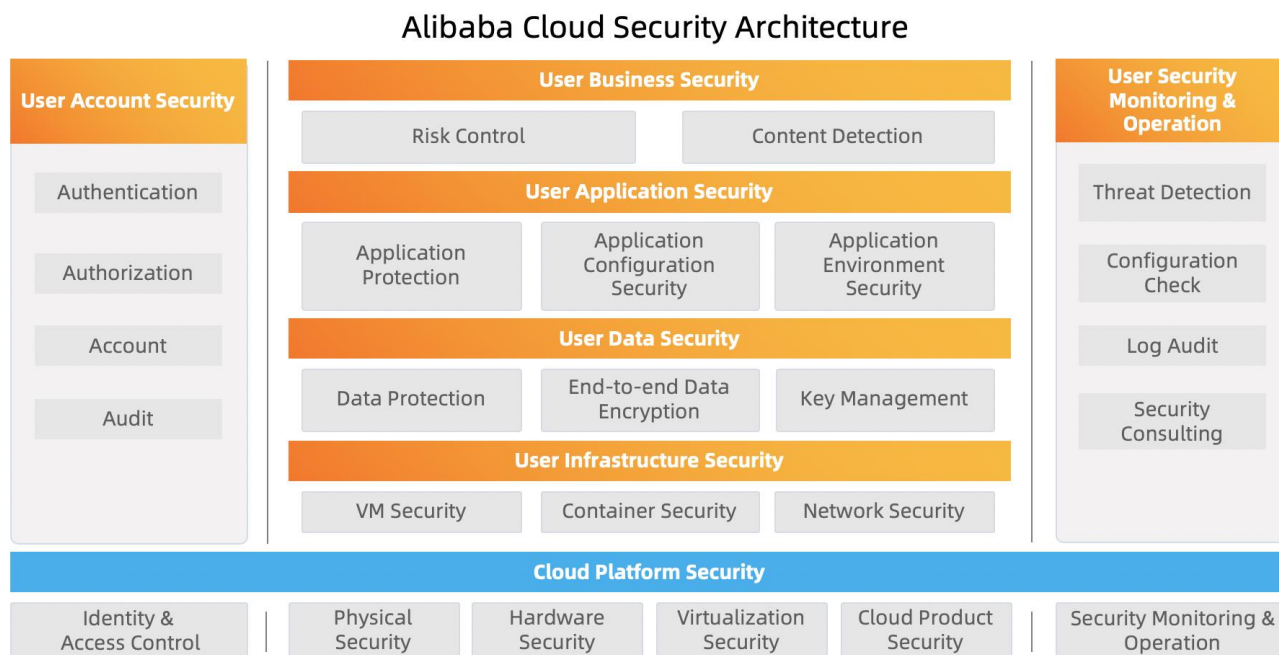 Alibaba Cloud Security Architecture
User Account Security
Authentication
Authorization
Account
Audit
User Business Security
Risk Control
Content Detection
User Application Security
Application
Protection
Application
Configuration
Security
Application
Environment
Security
User Data Security
Data Protection
End-to-end Data
Encryption
Key Management
User Infrastructure Security
VM Security
Container Security
Network Security
User Security
Monitoring &
Operation
Threat Detection
Configuration
Check
Log Audit
Security
Consulting
Cloud Platform Security
Identity &
Access Control
Physical
Security
Hardware
Security
Virtualization
Security
Cloud Product
Security
Security Monitoring &
Operation